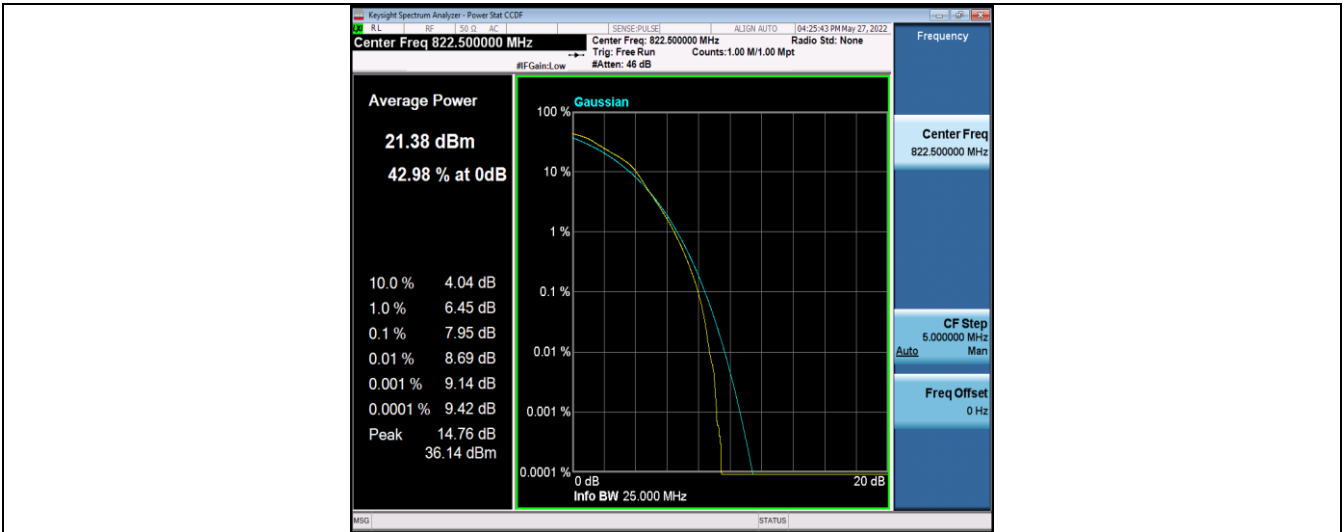 Keysight Spectrum Analyzer - Power Stat CCDF
RL RF 50 Ω AC SENSE:PULSE ALIGN AUTO 04:25:43 PM May 27, 2022
Center Freq 822.500000 MHz
Center Freq: 822.500000 MHz Radio Std: None
Trig: Free Run Counts:1.00 M/1.00 Mpt
#IFGain:Low #Atten: 46 dB
Frequency
Average Power
21.38 dBm
42.98 % at 0dB
10.0 % 4.04 dB
1.0 % 6.45 dB
0.1 % 7.95 dB
0.01 % 8.69 dB
0.001 % 9.14 dB
0.0001 % 9.42 dB
Peak 14.76 dB
36.14 dBm
Gaussian
100 %
10 %
1 %
0.1 %
0.01 %
0.001 %
0.0001 %
0 dB 20 dB
Info BW 25.000 MHz
Center Freq
822.500000 MHz
CF Step
5.000000 MHz
Auto Man
Freq Offset
0 Hz
MSG STATUS